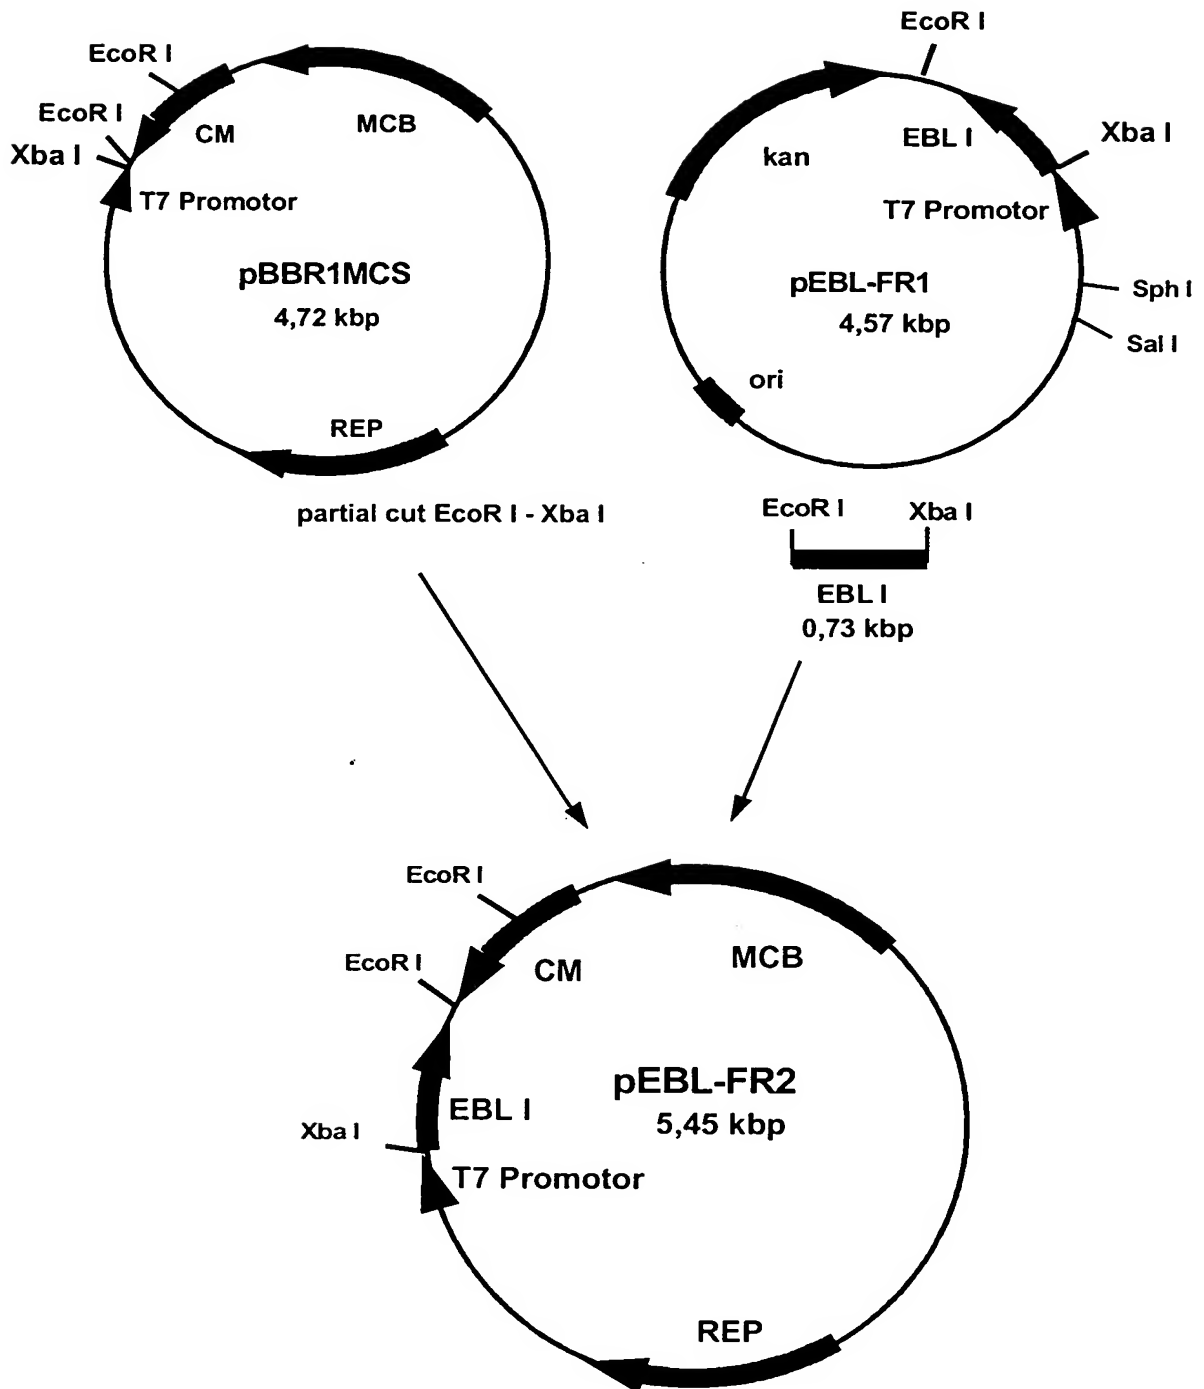 EcoR I
EcoR I
Xba I
CM
MCB
T7 Promotor
pBBR1MCS
4,72 kbp
REP
partial cut EcoR I - Xba I
EcoR I
kan
EBL I
Xba I
T7 Promotor
pEBL-FR1
4,57 kbp
Sph I
Sal I
ori
EcoR I
Xba I
EBL I
0,73 kbp
EcoR I
EcoR I
CM
MCB
pEBL-FR2
5,45 kbp
EBL I
Xba I
T7 Promotor
REP